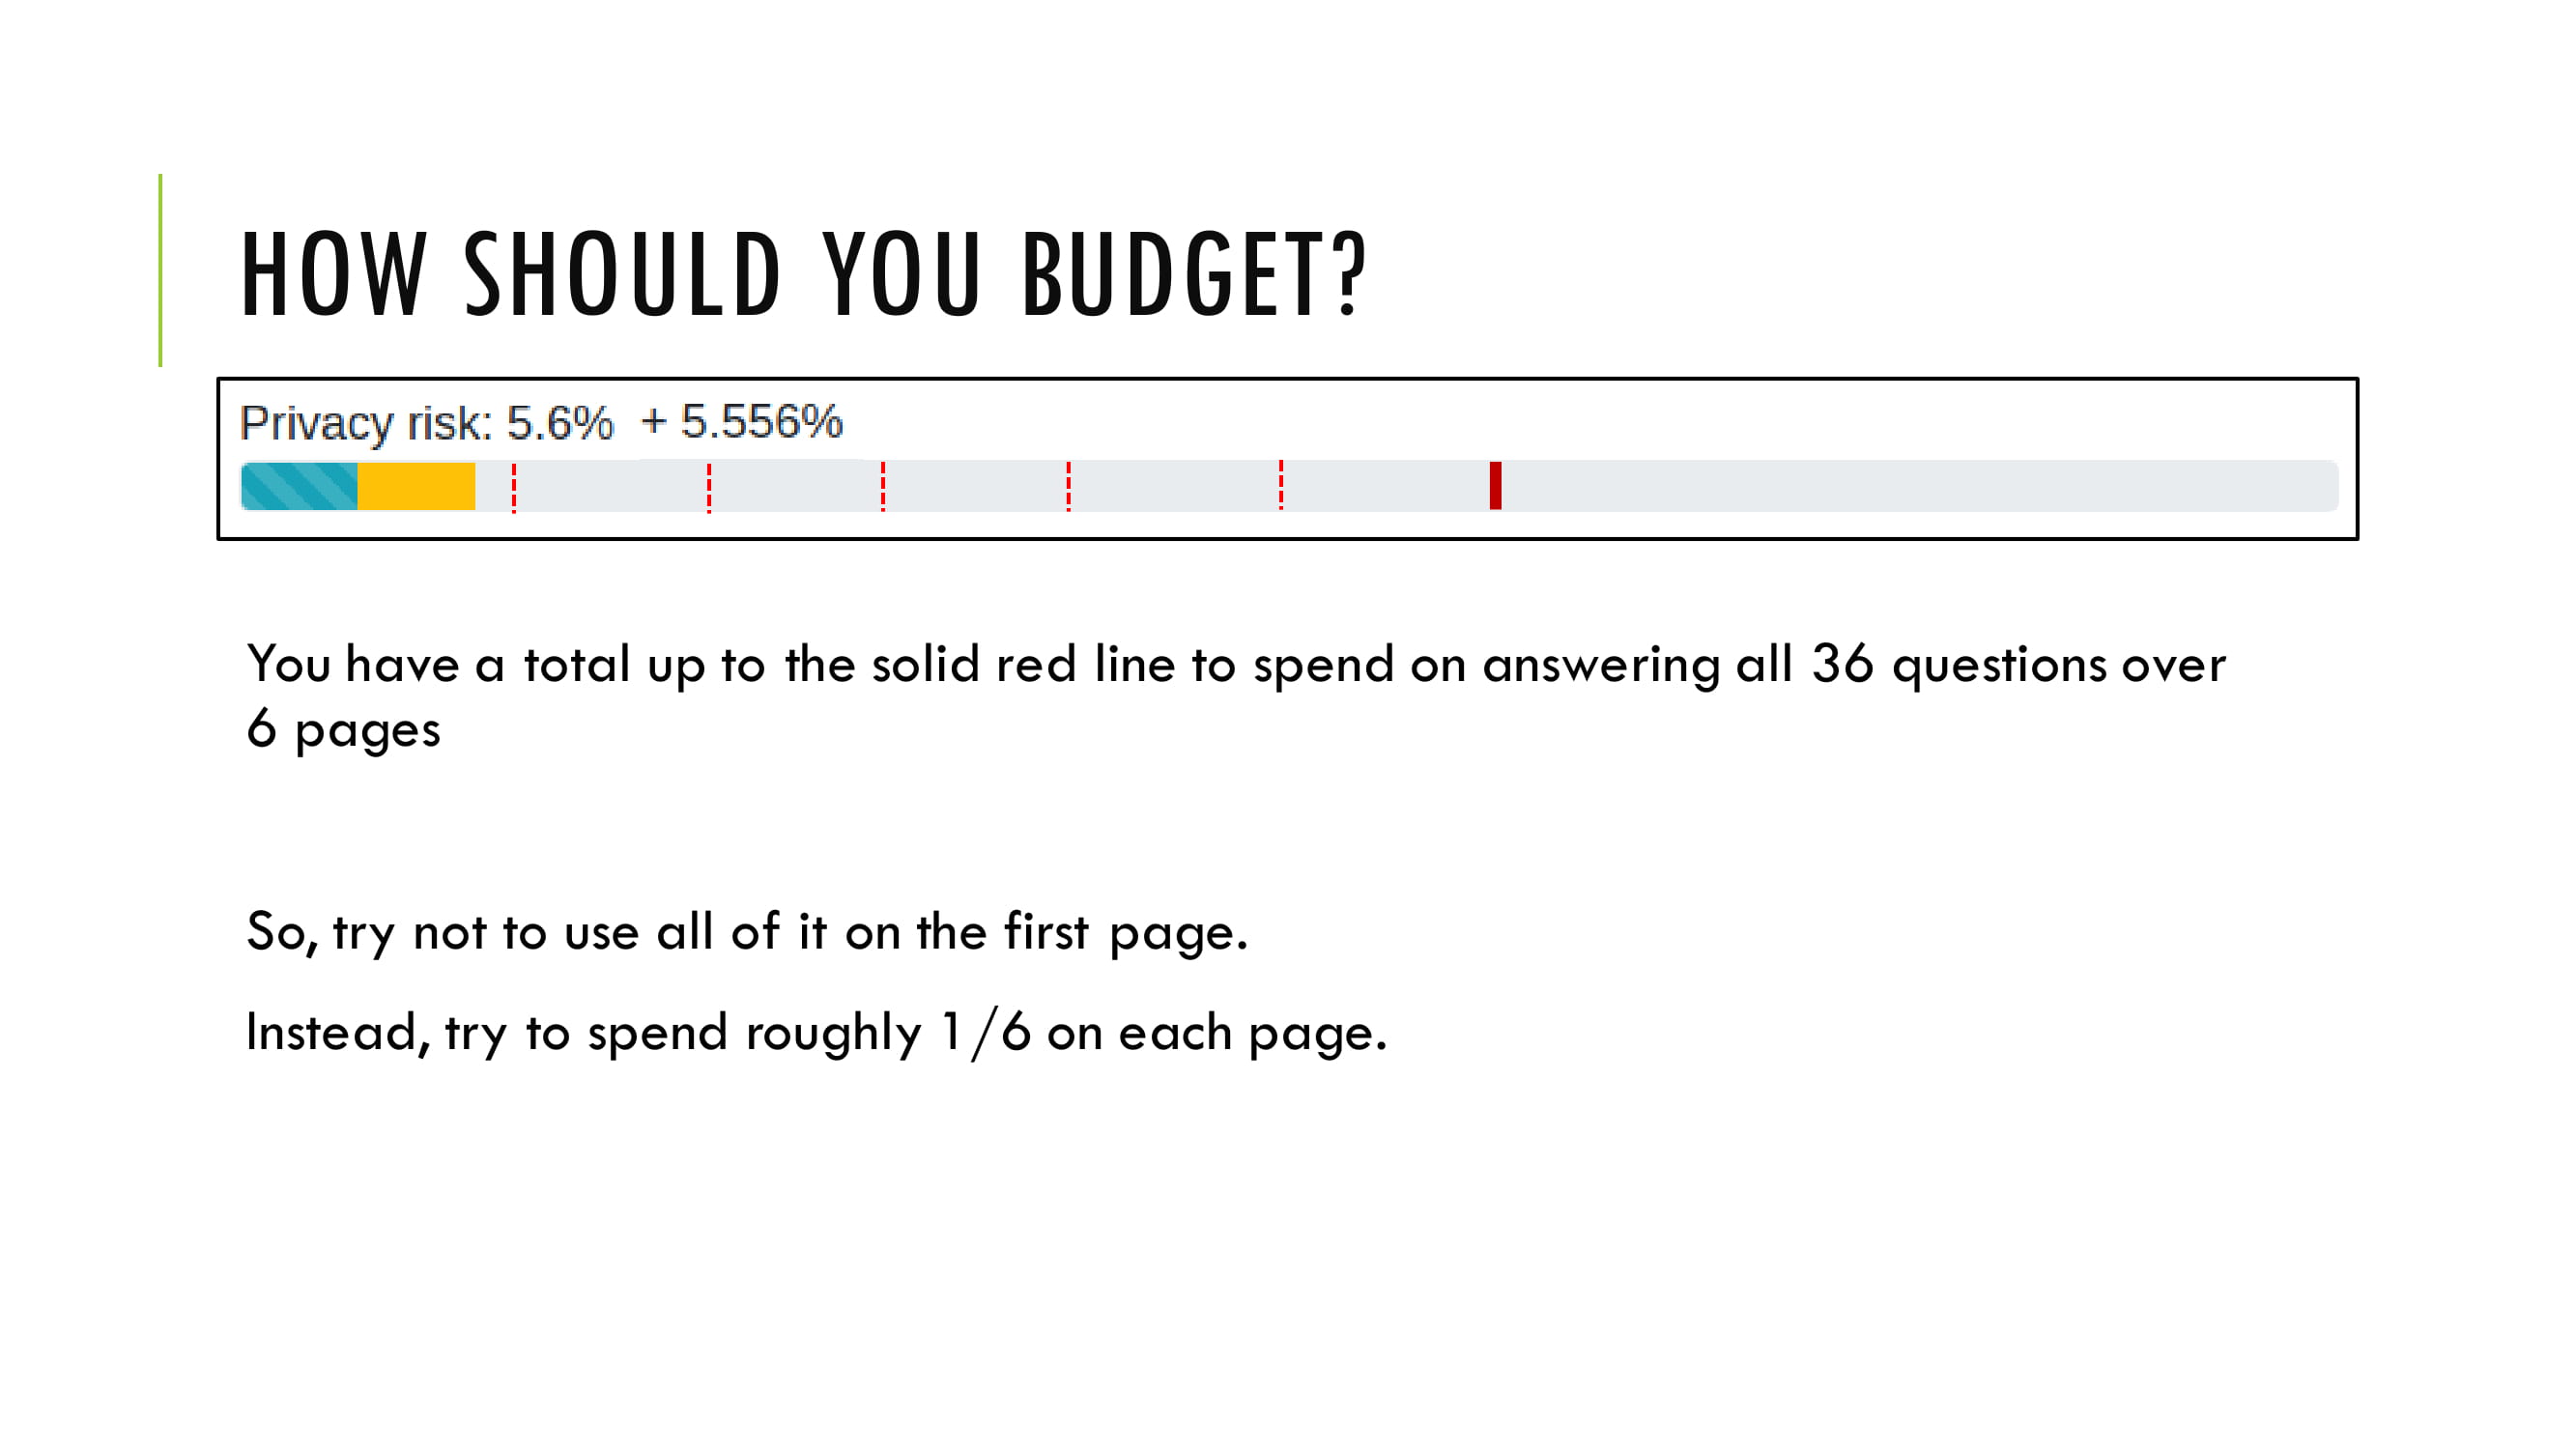 HOW SHOULD YOU BUDGET?
Privacy risk: 5.6% + 5.556%
You have a total up to the solid red line to spend on answering all 36 questions over
6 pages
So, try not to use all of it on the first page.
Instead, try to spend roughly 1/6 on each page.